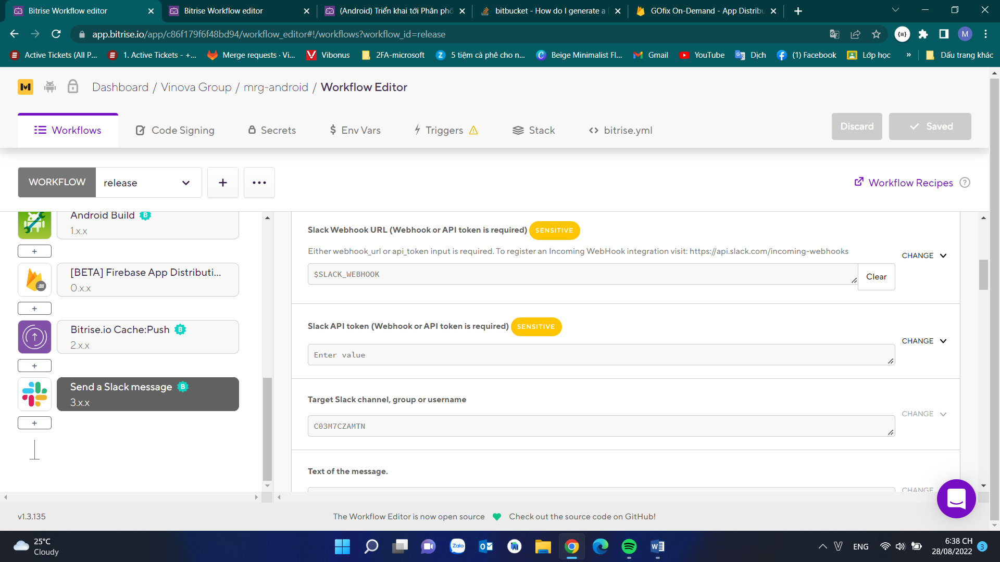 Bitrise Workflow editor
Bitrise Workflow editor
(Android) Triển khai tới Phân phố
bitbucket - How do I generate a
GOfix On-Demand - App Distribu
app.bitrise.io/app/c86f179f6f48bd94/workflow_editor#!/workflows?workflow_id=release
M
Active Tickets (All P...
1. Active Tickets - +...
Merge requests · Vi...
Vibonus
2FA-microsoft
5 tiệm cà phê cho n...
Beige Minimalist Fl...
Gmail
YouTube
Dịch
(1) Facebook
Lớp học
»
Dấu trang khác
Dashboard / Vinova Group / mrg-android / Workflow Editor
Workflows
Code Signing
Secrets
Env Vars
Triggers
Stack
bitrise.yml
Discard
Saved
WORKFLOW
release
+
...
Workflow Recipes
?
Android Build
1.x.x
+
[BETA] Firebase App Distributi...
0.x.x
+
Bitrise.io Cache:Push
2.x.x
+
Send a Slack message
3.x.x
+
Slack Webhook URL (Webhook or API token is required) SENSITIVE
Either webhook_url or api_token input is required. To register an Incoming WebHook integration visit: https://api.slack.com/incoming-webhooks
CHANGE
$SLACK_WEBHOOK
Clear
Slack API token (Webhook or API token is required) SENSITIVE
CHANGE
Enter value
Target Slack channel, group or username
CHANGE
C03M7CZAMTN
Text of the message.
CHANGE
v1.3.135
The Workflow Editor is now open source
Check out the source code on GitHub!
25°C
Cloudy
Zalo
ENG
6:38 CH
28/08/2022
3